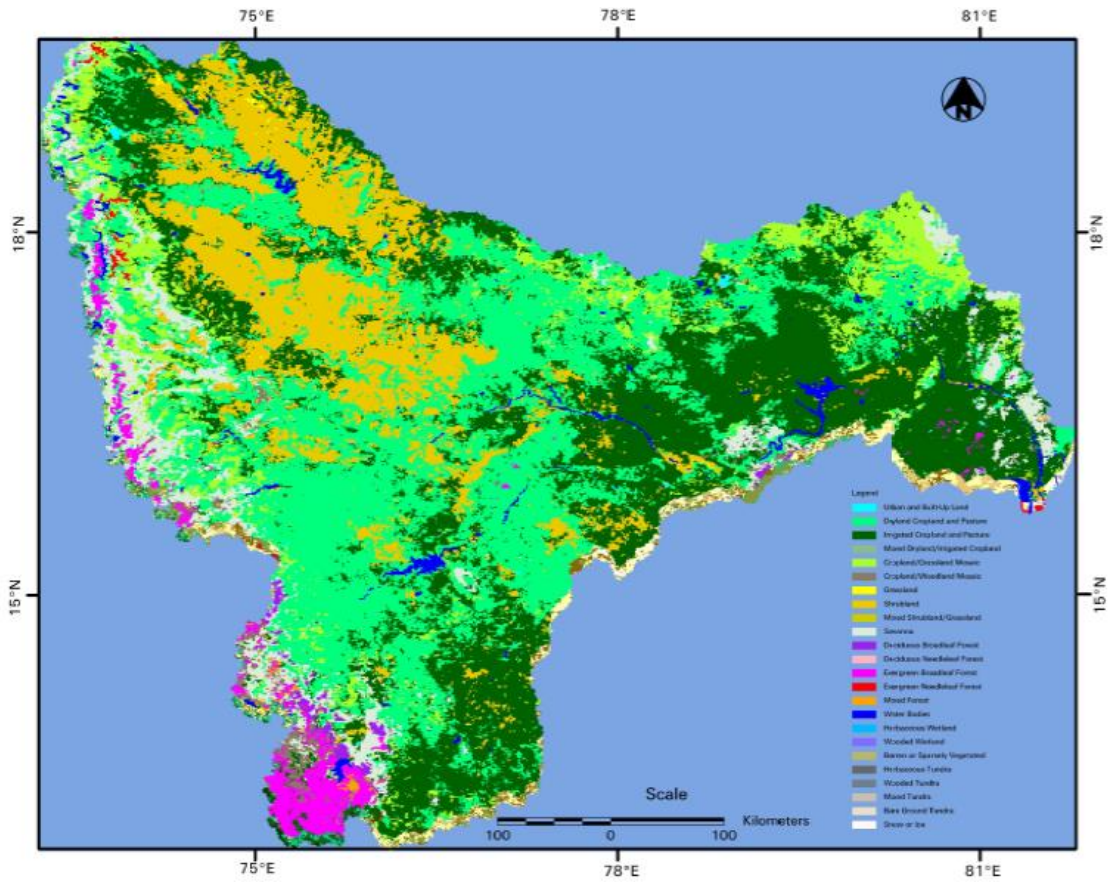 75°E 78°E 81°E
N
18°N 18°N
15°N 15°N
Legend
Urban and Built-Up Land
Dryland Cropland and Pasture
Irrigated Cropland and Pasture
Mixed Dryland/Irrigated Cropland
Cropland/Grassland Mosaic
Cropland/Woodland Mosaic
Grassland
Shrubland
Mixed Shrubland/Grassland
Savanna
Deciduous Broadleaf Forest
Deciduous Needleleaf Forest
Evergreen Broadleaf Forest
Evergreen Needleleaf Forest
Mixed Forest
Water Bodies
Herbaceous Wetland
Wooded Wetland
Barren or Sparsely Vegetated
Herbaceous Tundra
Wooded Tundra
Mixed Tundra
Bare Ground Tundra
Snow or Ice
Scale
Kilometers
100 0 100
75°E 78°E 81°E